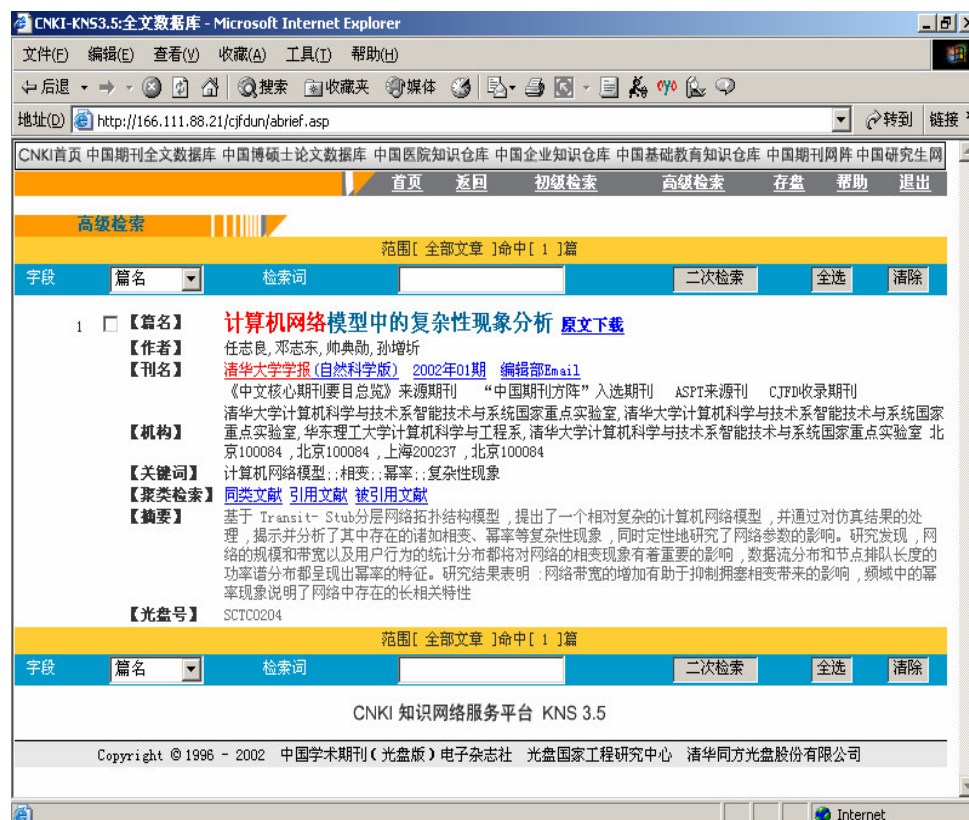 CNKI-KNS3.5:全文数据库 - Microsoft Internet Explorer
文件(F) 编辑(E) 查看(V) 收藏(A) 工具(T) 帮助(H)
后退 搜索 收藏夹 媒体
地址(D) http://166.111.88.21/cjfdun/abrief.asp 转到 链接
CNKI首页 中国期刊全文数据库 中国博硕士论文数据库 中国医院知识仓库 中国企业知识仓库 中国基础教育知识仓库 中国期刊网阵 中国研究生网
首页 返回 初级检索 高级检索 存盘 帮助 退出
高级检索
范围[ 全部文章 ]命中[ 1 ]篇
字段 篇名 检索词 二次检索 全选 清除
1 【篇名】 计算机网络模型中的复杂性现象分析 原文下载
【作者】 任志良,邓志东,帅典勋,孙增圻
【刊名】 清华大学学报(自然科学版) 2002年01期 编辑部Email
《中文核心期刊要目总览》来源期刊 “中国期刊方阵”入选期刊 ASPT来源刊 CJFD收录期刊
清华大学计算机科学与技术系智能技术与系统国家重点实验室,清华大学计算机科学与技术系智能技术与系统国家
【机构】 重点实验室,华东理工大学计算机科学与工程系,清华大学计算机科学与技术系智能技术与系统国家重点实验室 北
京100084 ,北京100084 ,上海200237 ,北京100084
【关键词】 计算机网络模型;;相变;;幂率;;复杂性现象
【聚类检索】 同类文献 引用文献 被引用文献
【摘要】 基于 Transit- Stub分层网络拓扑结构模型 ,提出了一个相对复杂的计算机网络模型 ,并通过对仿真结果的处
理 ,揭示并分析了其中存在的诸如相变、幂率等复杂性现象 ,同时定性地研究了网络参数的影响。研究发现 ,网
络的规模和带宽以及用户行为的统计分布都将对网络的相变现象有着重要的影响 ,数据流分布和节点排队长度的
功率谱分布都呈现出幂率的特征。研究结果表明 :网络带宽的增加有助于抑制拥塞相变带来的影响 ,频域中的幂
率现象说明了网络中存在的长相关特性
【光盘号】 SCTC0204
范围[ 全部文章 ]命中[ 1 ]篇
字段 篇名 检索词 二次检索 全选 清除
CNKI 知识网络服务平台 KNS 3.5
Copyright © 1996 - 2002 中国学术期刊(光盘版)电子杂志社 光盘国家工程研究中心 清华同方光盘股份有限公司
Internet